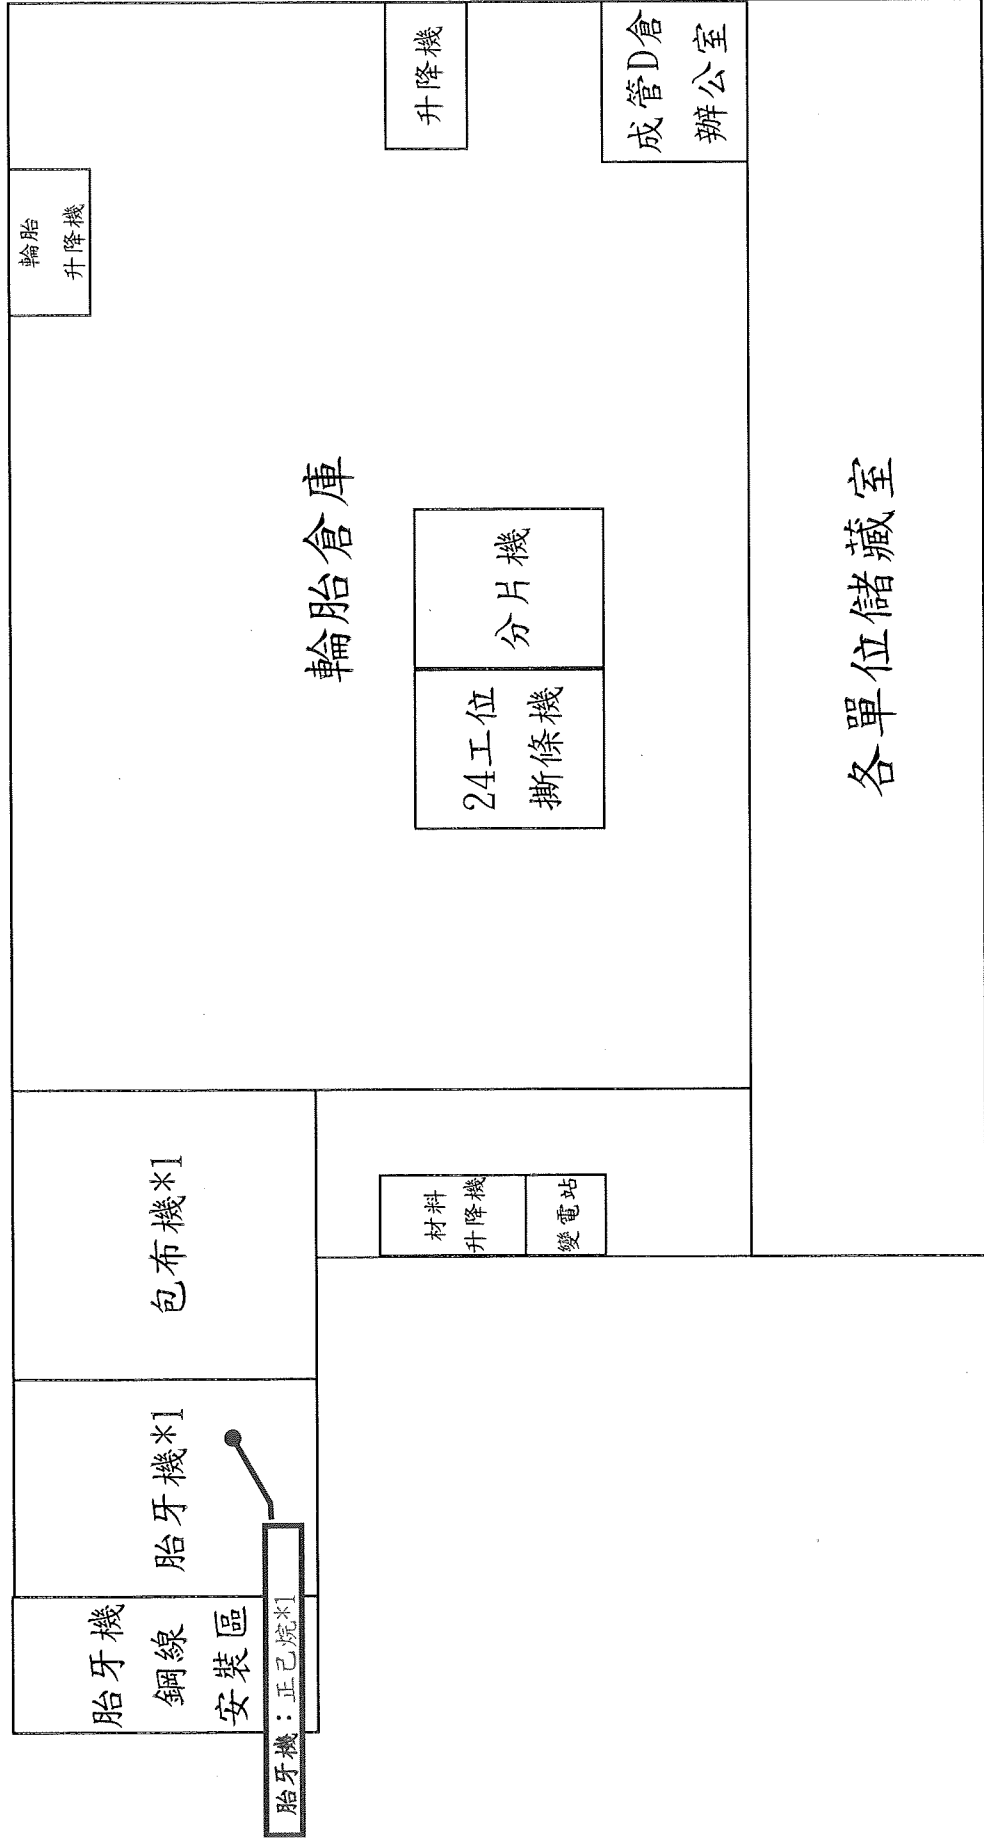 胎牙機
鋼線
安裝區
胎牙機：正己烷*1
胎牙機*1
包布機*1
材料
升降機
變電站
輪胎倉庫
24工位
撕條機
分片機
輪胎
升降機
升降機
成管D倉
辦公室
各單位儲藏室